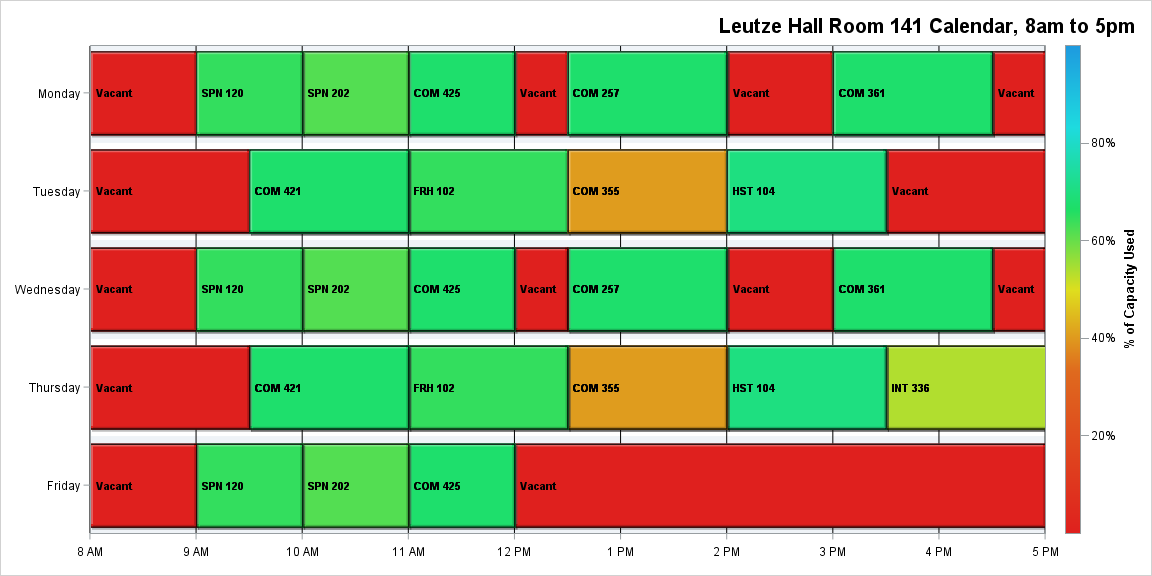 Leutze Hall Room 141 Calendar, 8am to 5pm
Monday Vacant SPN 120 SPN 202 COM 425 Vacant COM 257 Vacant COM 361 Vacant
80%
Tuesday Vacant COM 421 FRH 102 COM 355 HST 104 Vacant
60%
Wednesday Vacant SPN 120 SPN 202 COM 425 Vacant COM 257 Vacant COM 361 Vacant
% of Capacity Used
40%
Thursday Vacant COM 421 FRH 102 COM 355 HST 104 INT 336
20%
Friday Vacant SPN 120 SPN 202 COM 425 Vacant
8 AM 9 AM 10 AM 11 AM 12 PM 1 PM 2 PM 3 PM 4 PM 5 PM